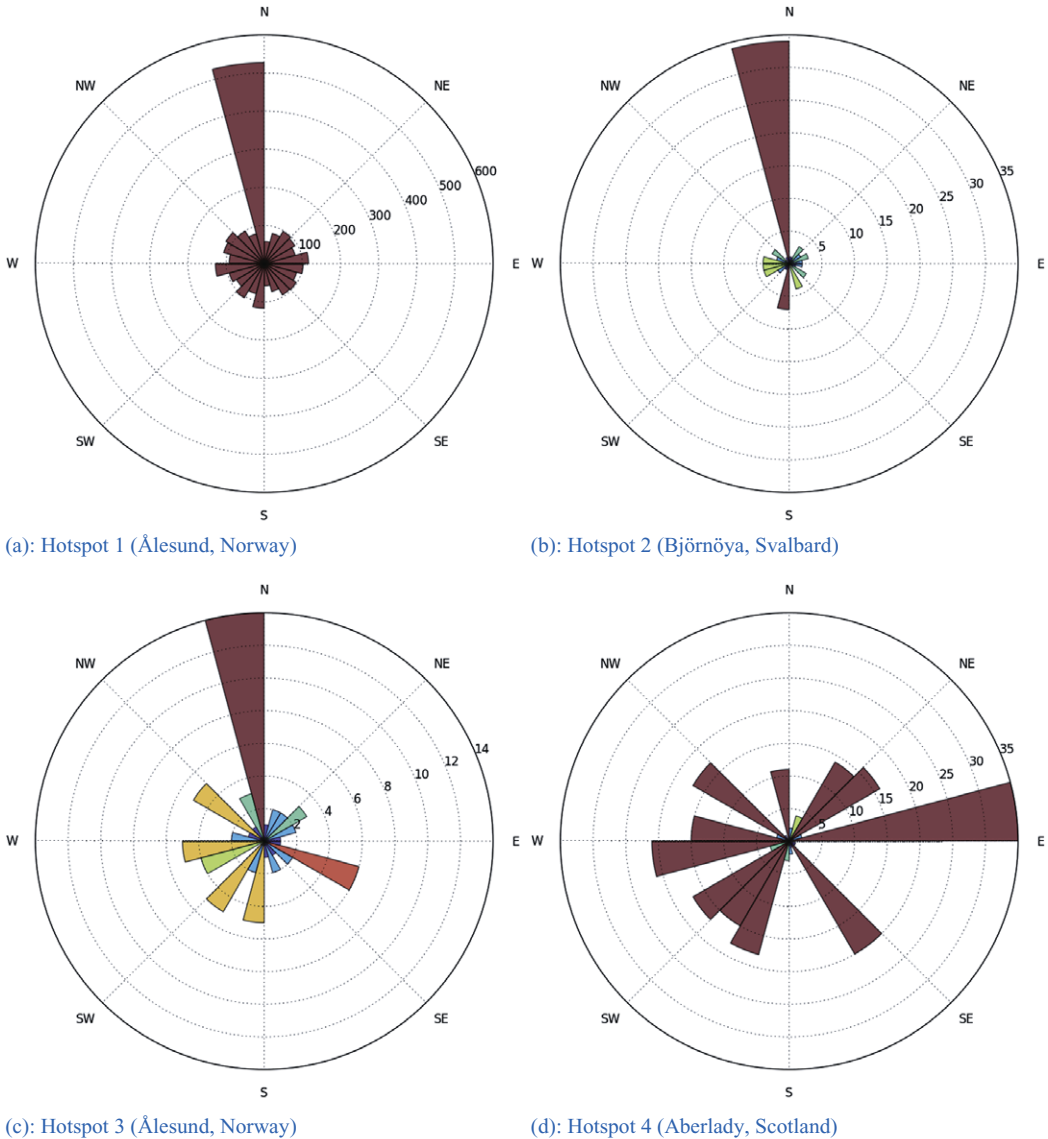 N
NW NE
600
500
400
300
200
100
W E
SW SE
S
(a): Hotspot 1 (Ålesund, Norway)
N
NW NE
35
30
25
20
15
10
5
W E
SW SE
S
(b): Hotspot 2 (Björnöya, Svalbard)
N
NW NE
14
12
10
8
6
4
2
W E
SW SE
S
(c): Hotspot 3 (Ålesund, Norway)
N
NW NE
35
30
25
20
15
10
5
W E
SW SE
S
(d): Hotspot 4 (Aberlady, Scotland)